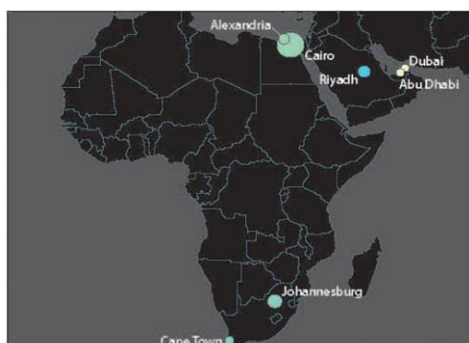 Alexandria
Cairo
Dubai
Riyadh
Abu Dhabi
Johannesburg
Cape Town